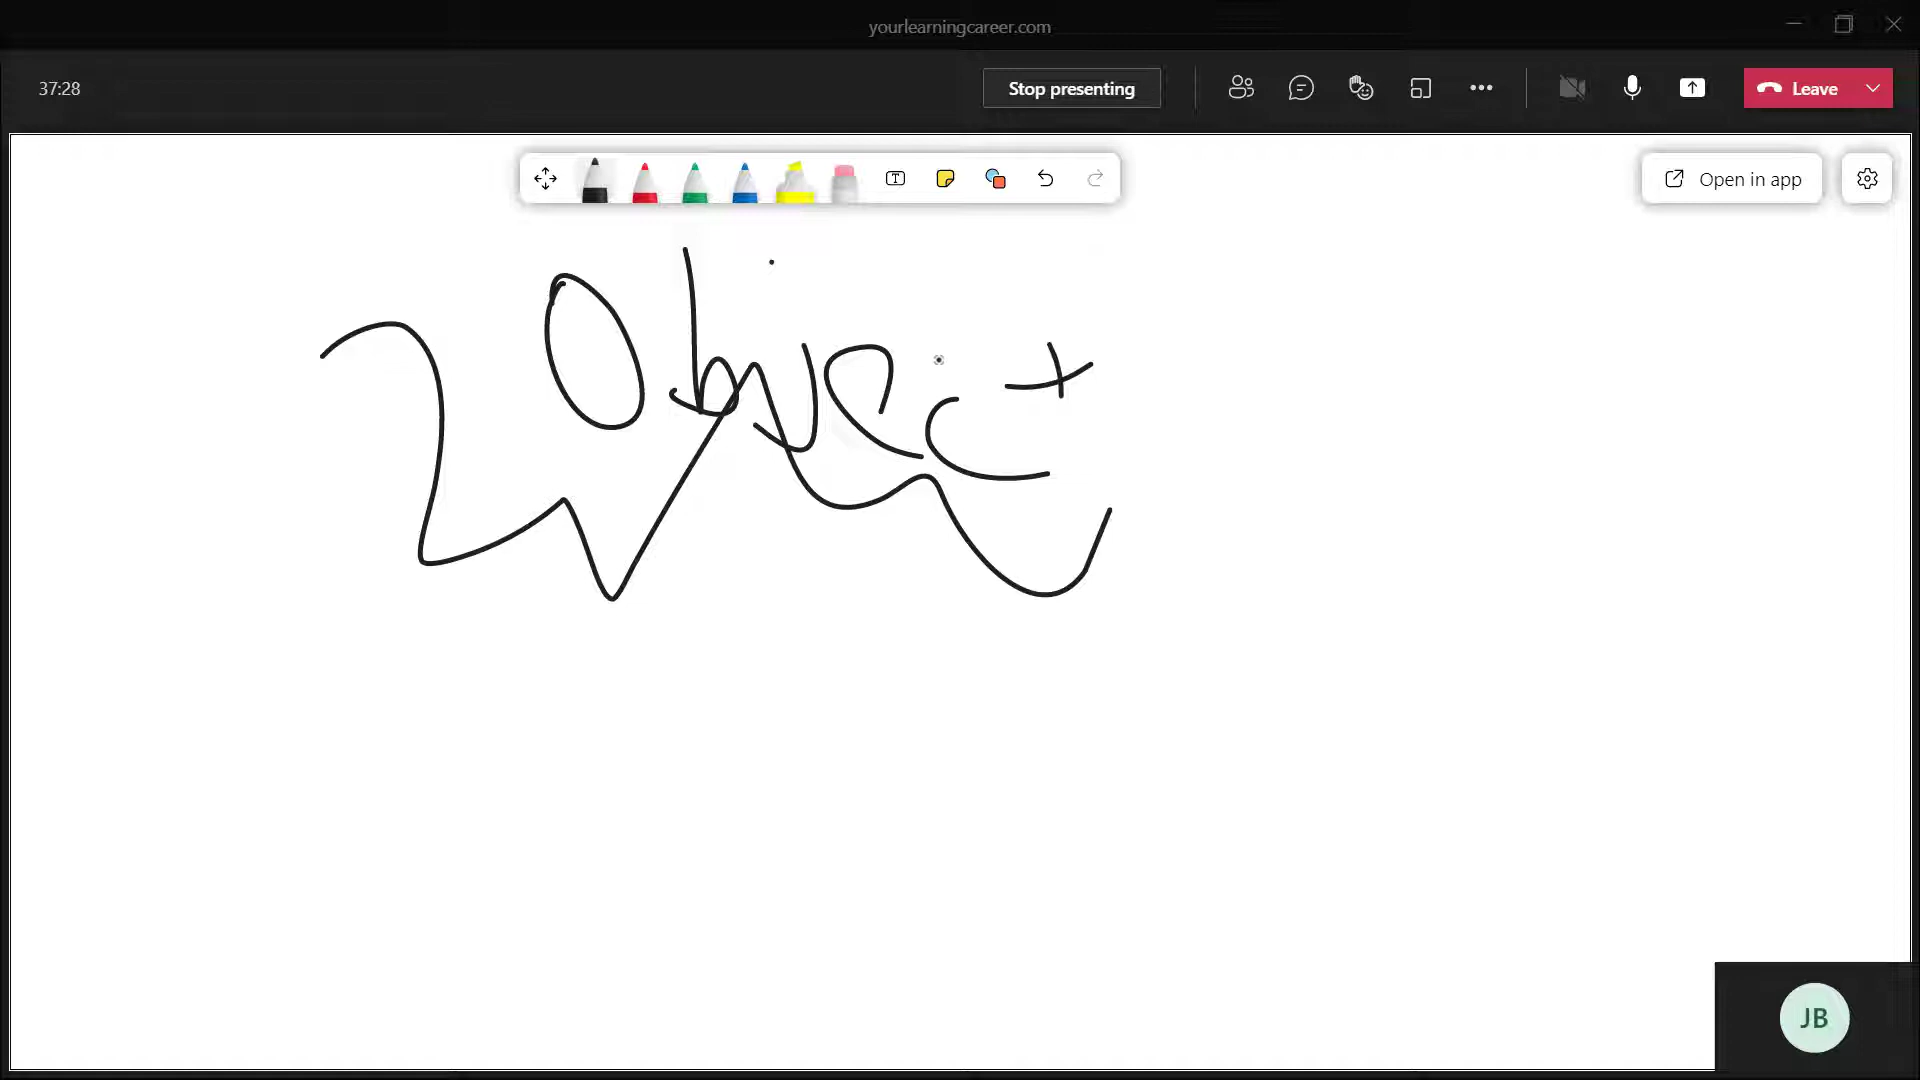 yourlearningcareer.com
37:28
Stop presenting
Leave
Open in app
Object
JB